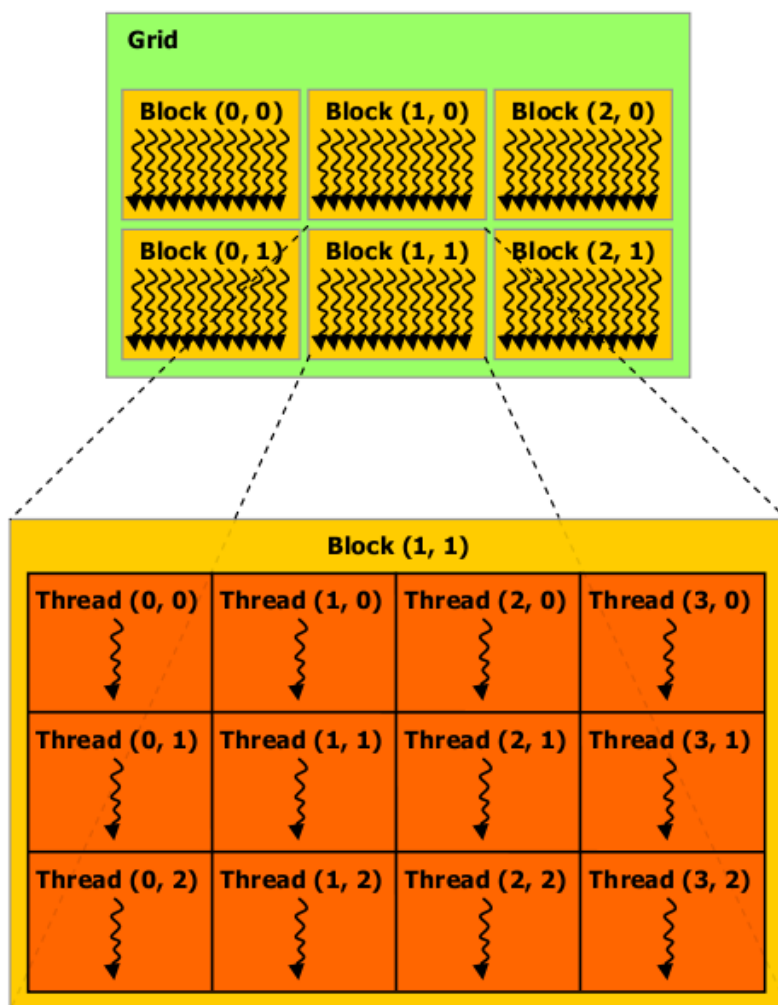 Grid
Block (0, 0) Block (1, 0) Block (2, 0)
Block (0, 1) Block (1, 1) Block (2, 1)
Block (1, 1)
Thread (0, 0) Thread (1, 0) Thread (2, 0) Thread (3, 0)
Thread (0, 1) Thread (1, 1) Thread (2, 1) Thread (3, 1)
Thread (0, 2) Thread (1, 2) Thread (2, 2) Thread (3, 2)